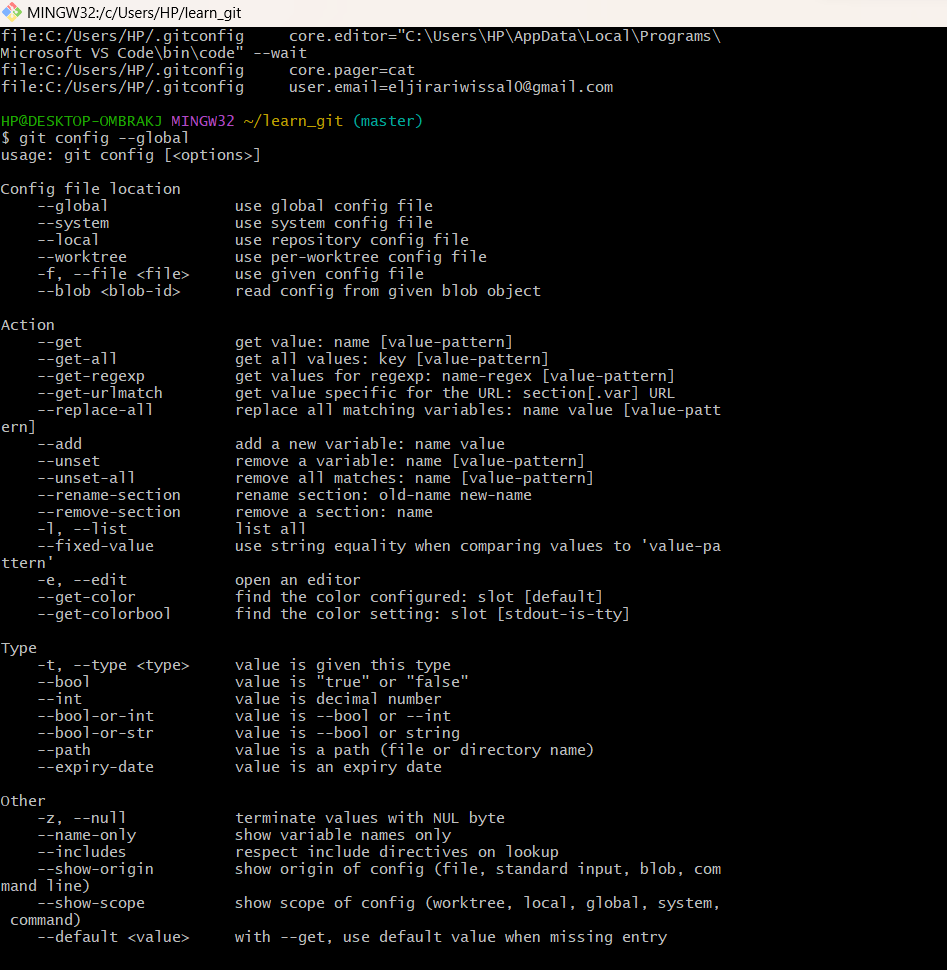 MINGW32:/c/Users/HP/learn_git
file:C:/Users/HP/.gitconfig     core.editor="C:\Users\HP\AppData\Local\Programs\
Microsoft VS Code\bin\code" --wait
file:C:/Users/HP/.gitconfig     core.pager=cat
file:C:/Users/HP/.gitconfig     user.email=eljirariwissal0@gmail.com

HP@DESKTOP-OMBRAKJ MINGW32 ~/learn_git (master)
$ git config --global
usage: git config [<options>]

Config file location
    --global              use global config file
    --system              use system config file
    --local               use repository config file
    --worktree            use per-worktree config file
    -f, --file <file>     use given config file
    --blob <blob-id>      read config from given blob object

Action
    --get                 get value: name [value-pattern]
    --get-all             get all values: key [value-pattern]
    --get-regexp          get values for regexp: name-regex [value-pattern]
    --get-urlmatch        get value specific for the URL: section[.var] URL
    --replace-all         replace all matching variables: name value [value-patt
ern]
    --add                 add a new variable: name value
    --unset               remove a variable: name [value-pattern]
    --unset-all           remove all matches: name [value-pattern]
    --rename-section      rename section: old-name new-name
    --remove-section      remove a section: name
    -l, --list            list all
    --fixed-value         use string equality when comparing values to 'value-pa
ttern'
    -e, --edit            open an editor
    --get-color           find the color configured: slot [default]
    --get-colorbool       find the color setting: slot [stdout-is-tty]

Type
    -t, --type <type>     value is given this type
    --bool                value is "true" or "false"
    --int                 value is decimal number
    --bool-or-int         value is --bool or --int
    --bool-or-str         value is --bool or string
    --path                value is a path (file or directory name)
    --expiry-date         value is an expiry date

Other
    -z, --null            terminate values with NUL byte
    --name-only           show variable names only
    --includes            respect include directives on lookup
    --show-origin         show origin of config (file, standard input, blob, com
mand line)
    --show-scope          show scope of config (worktree, local, global, system,
 command)
    --default <value>     with --get, use default value when missing entry